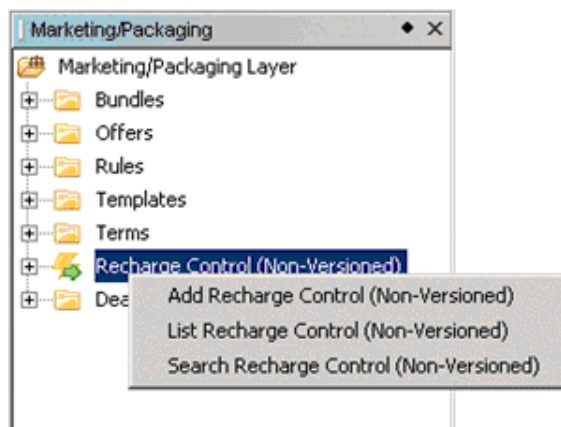 Marketing/Packaging
Marketing/Packaging Layer
Bundles
Offers
Rules
Templates
Terms
Recharge Control (Non-Versioned)
Dea
Add Recharge Control (Non-Versioned)
List Recharge Control (Non-Versioned)
Search Recharge Control (Non-Versioned)